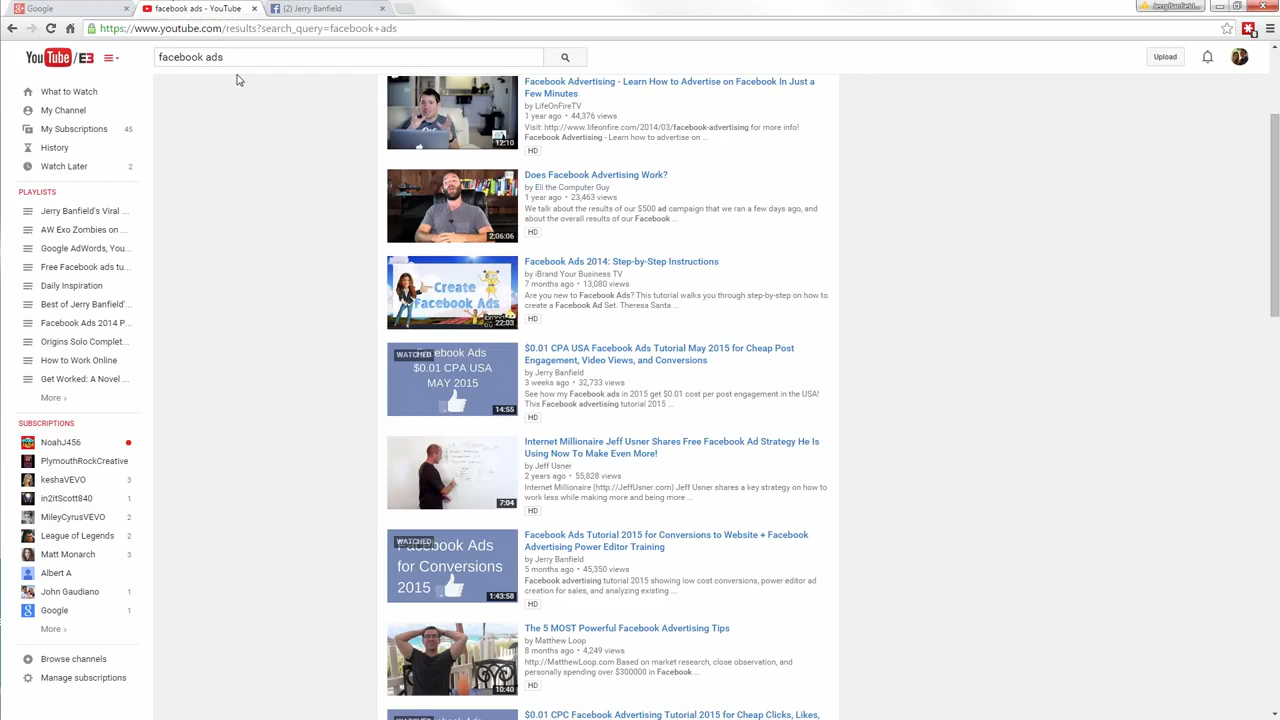 Google
facebook ads - YouTube
(2) Jerry Banfield
JerryBanfield...
https://www.youtube.com/results?search_query=facebook+ads
YouTube /E3
facebook ads
Upload
What to Watch
My Channel
My Subscriptions 45
History
Watch Later 2
PLAYLISTS
Jerry Banfield's Viral ...
AW Exo Zombies on ...
Google AdWords, You...
Free Facebook ads tu...
Daily Inspiration
Best of Jerry Banfield'...
Facebook Ads 2014 P...
Origins Solo Complet...
How to Work Online
Get Worked: A Novel ...
More ›
SUBSCRIPTIONS
NoahJ456
PlymouthRockCreative
keshaVEVO 3
in2itScott840 1
MileyCyrusVEVO 2
League of Legends 2
Matt Monarch 3
Albert A
John Gaudiano 1
Google 1
More ›
Browse channels
Manage subscriptions
12:10
Facebook Advertising - Learn How to Advertise on Facebook In Just a
Few Minutes
by LifeOnFireTV
1 year ago • 44,376 views
Visit: http://www.lifeonfire.com/2014/03/facebook-advertising for more info!
Facebook Advertising - Learn how to advertise on ...
HD
2:06:06
Does Facebook Advertising Work?
by Eli the Computer Guy
1 year ago • 23,463 views
We talk about the results of our $500 ad campaign that we ran a few days ago, and
about the overall results of our Facebook ...
HD
Create
Facebook Ads
22:03
Facebook Ads 2014: Step-by-Step Instructions
by iBrand Your Business TV
7 months ago • 13,080 views
Are you new to Facebook Ads? This tutorial walks you through step-by-step on how to
create a Facebook Ad Set. Theresa Santa ...
HD
WATCHED
ebook Ads
$0.01 CPA USA
MAY 2015
14:55
$0.01 CPA USA Facebook Ads Tutorial May 2015 for Cheap Post
Engagement, Video Views, and Conversions
by Jerry Banfield
3 weeks ago • 32,733 views
See how my Facebook ads in 2015 get $0.01 cost per post engagement in the USA!
This Facebook advertising tutorial 2015 ...
HD
7:04
Internet Millionaire Jeff Usner Shares Free Facebook Ad Strategy He Is
Using Now To Make Even More!
by Jeff Usner
2 years ago • 55,828 views
Internet Millionaire (http://JeffUsner.com) Jeff Usner shares a key strategy on how to
work less while making more and being more ...
HD
WATCHED
Facebook Ads
for Conversions
2015
1:43:58
Facebook Ads Tutorial 2015 for Conversions to Website + Facebook
Advertising Power Editor Training
by Jerry Banfield
5 months ago • 45,350 views
Facebook advertising tutorial 2015 showing low cost conversions, power editor ad
creation for sales, and analyzing existing ...
HD
10:40
The 5 MOST Powerful Facebook Advertising Tips
by Matthew Loop
8 months ago • 4,249 views
http://MatthewLoop.com Based on market research, close observation, and
personally spending over $300000 in Facebook ...
HD
$0.01 CPC Facebook Advertising Tutorial 2015 for Cheap Clicks, Likes,